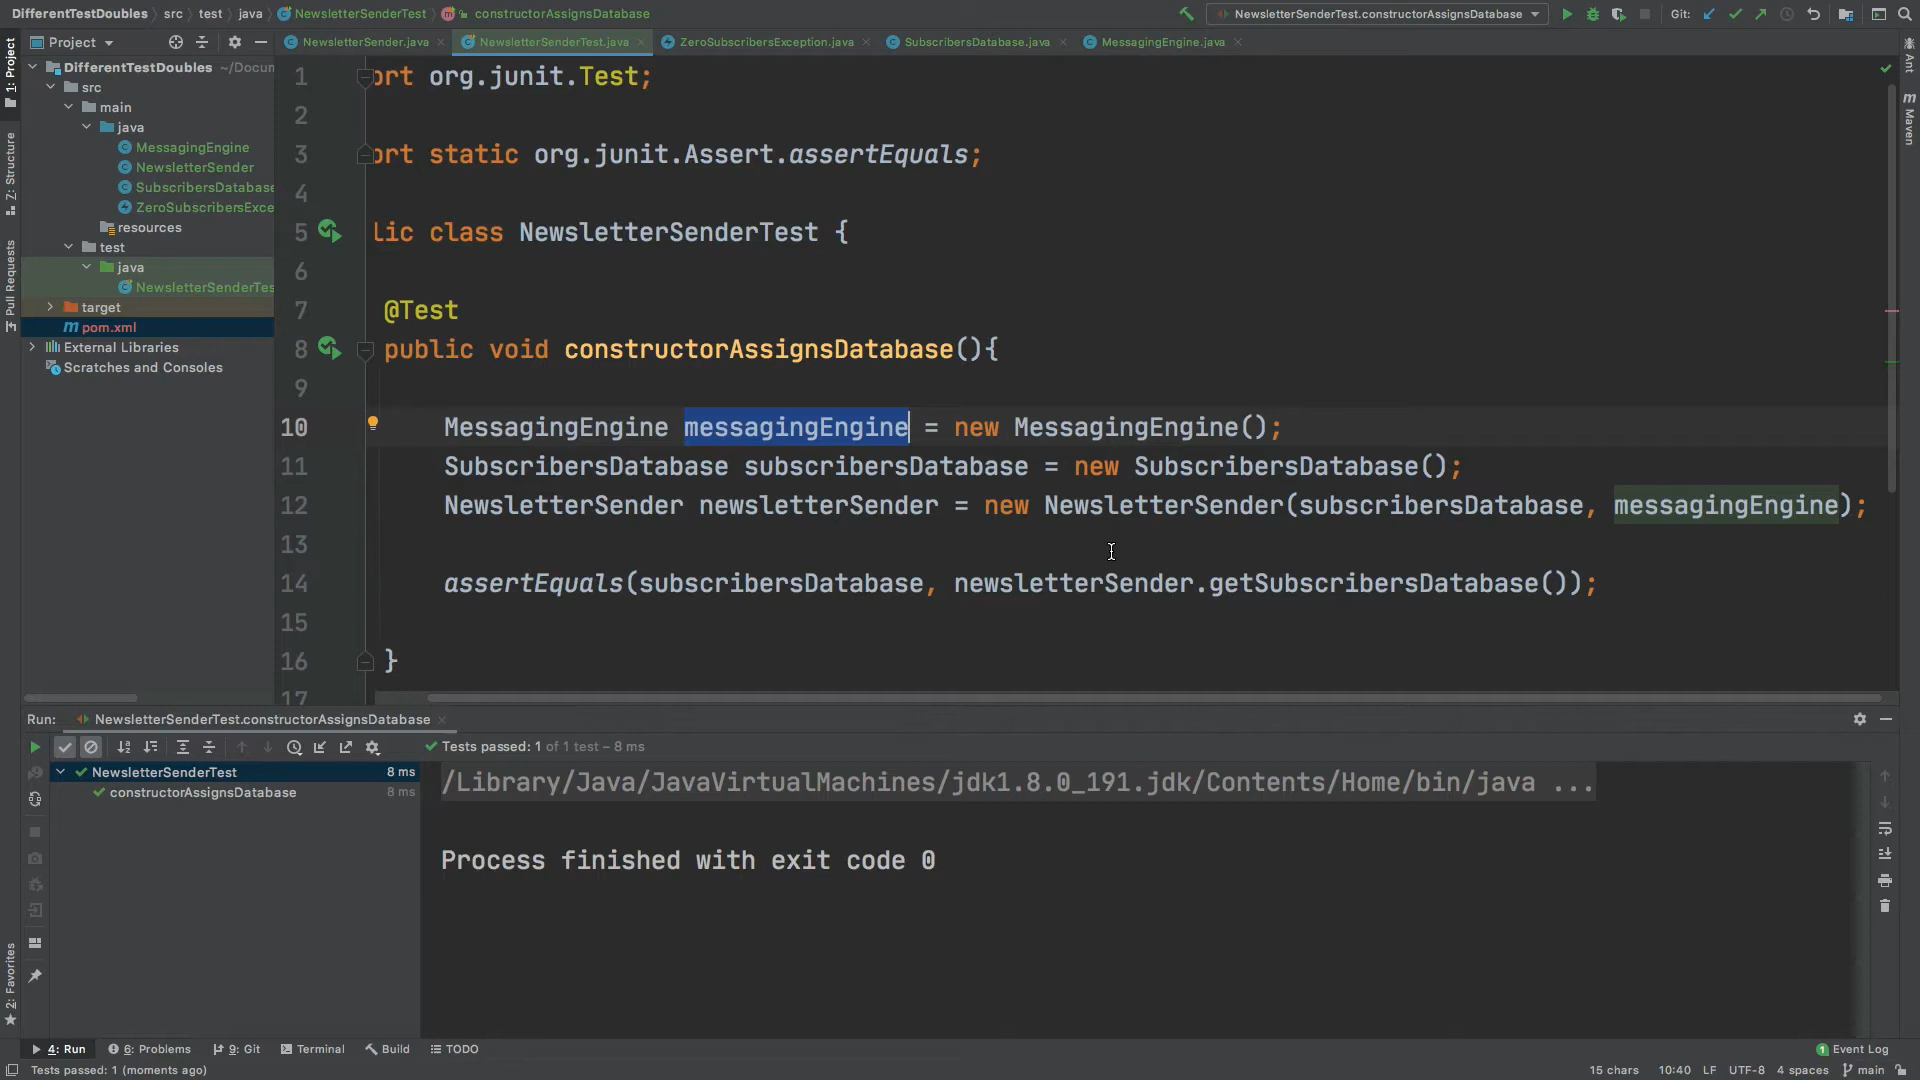 DifferentTestDoubles src test java NewsletterSenderTest constructorAssignsDatabase
NewsletterSenderTest.constructorAssignsDatabase Git:
Project
NewsletterSender.java NewsletterSenderTest.java ZeroSubscribersException.java SubscribersDatabase.java MessagingEngine.java
1: Project
Z: Structure
Pull Requests
2: Favorites
Ant
m Maven
DifferentTestDoubles ~/Docun
src
main
java
MessagingEngine
NewsletterSender
SubscribersDatabase
ZeroSubscribersExce
resources
test
java
NewsletterSenderTes
target
pom.xml
External Libraries
Scratches and Consoles
1 ort org.junit.Test;
2
3 ort static org.junit.Assert.assertEquals;
4
5 lic class NewsletterSenderTest {
6
7 @Test
8 public void constructorAssignsDatabase(){
9
10 MessagingEngine messagingEngine = new MessagingEngine();
11 SubscribersDatabase subscribersDatabase = new SubscribersDatabase();
12 NewsletterSender newsletterSender = new NewsletterSender(subscribersDatabase, messagingEngine);
13
14 assertEquals(subscribersDatabase, newsletterSender.getSubscribersDatabase());
15
16 }
17
Run: NewsletterSenderTest.constructorAssignsDatabase
Tests passed: 1 of 1 test – 8 ms
NewsletterSenderTest 8 ms
constructorAssignsDatabase 8 ms
/Library/Java/JavaVirtualMachines/jdk1.8.0_191.jdk/Contents/Home/bin/java ...
Process finished with exit code 0
4: Run 6: Problems 9: Git Terminal Build TODO 1 Event Log
Tests passed: 1 (moments ago) 15 chars 10:40 LF UTF-8 4 spaces main